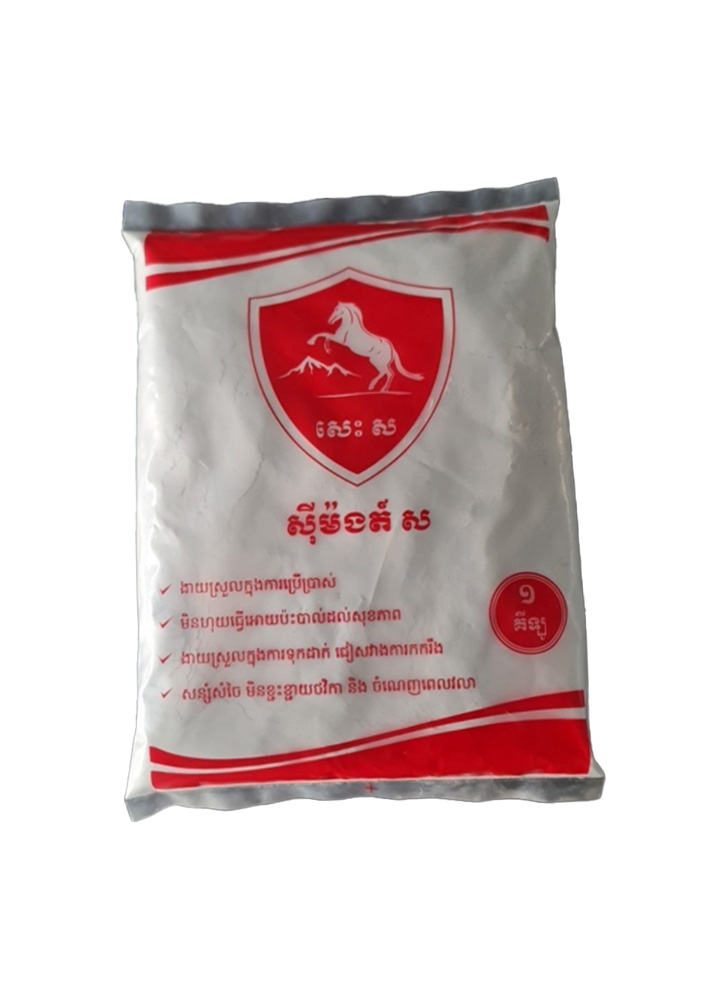 សេះ ស
ស៊ីម៉ងត៍ ស
ងាយស្រួលក្នុងការប្រើប្រាស់
មិនហុយធ្វើអោយប៉ះបាល់ដល់សុខភាព
ងាយស្រួលក្នុងការទុកដាក់ ជៀសវាងការកករឹង
សន្សំសំចៃ មិនខ្ជះខ្ជាយថវិកា និង ចំណេញពេលវេលា
១
គីឡូ